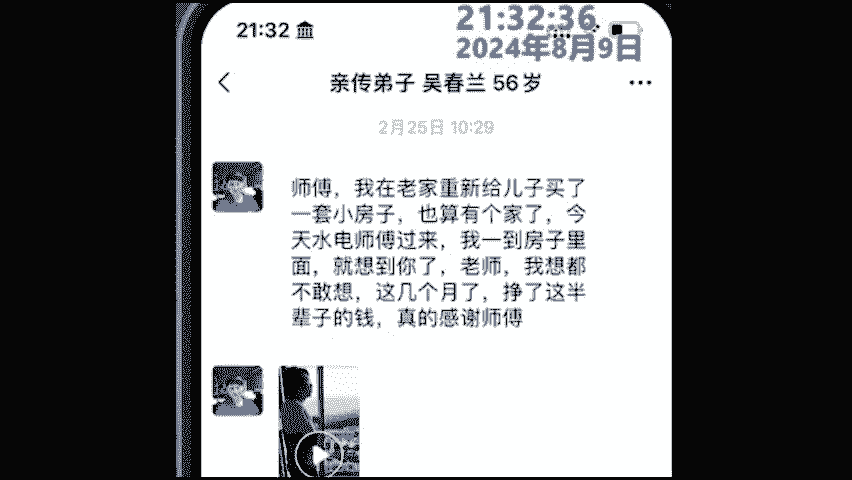 21:32
21:32:36
2024年8月9日
亲传弟子 吴春兰 56岁
2月25日 10:29
师傅，我在老家重新给儿子买了
一套小房子，也算有个家了，今
天水电师傅过来，我一到房子里
面，就想到你了，老师，我想都
不敢想，这几个月了，挣了这半
辈子的钱，真的感谢师傅